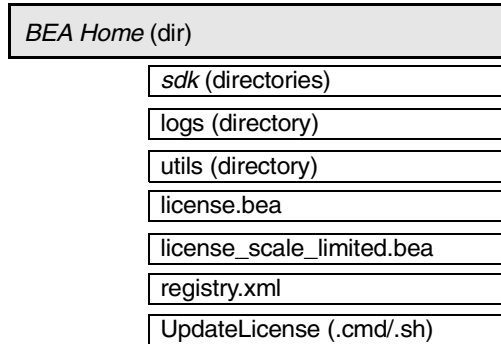 BEA Home (dir)
sdk (directories)
logs (directory)
utils (directory)
license.bea
license_scale_limited.bea
registry.xml
UpdateLicense (.cmd/.sh)